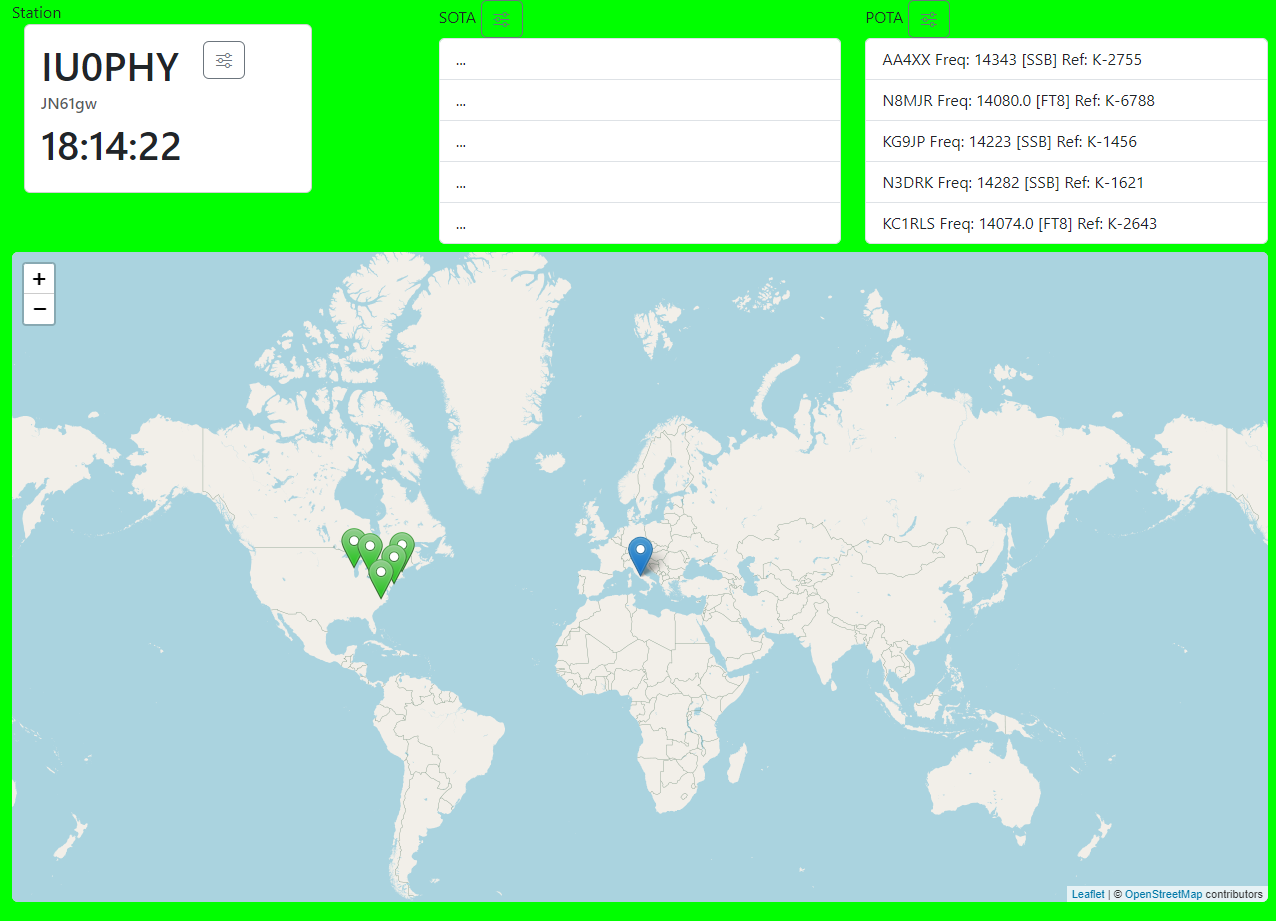 Station
IU0PHY
JN61gw
18:14:22
SOTA
...
...
...
...
...
POTA
AA4XX Freq: 14343 [SSB] Ref: K-2755
N8MJR Freq: 14080.0 [FT8] Ref: K-6788
KG9JP Freq: 14223 [SSB] Ref: K-1456
N3DRK Freq: 14282 [SSB] Ref: K-1621
KC1RLS Freq: 14074.0 [FT8] Ref: K-2643
+
−
Leaflet | © OpenStreetMap contributors